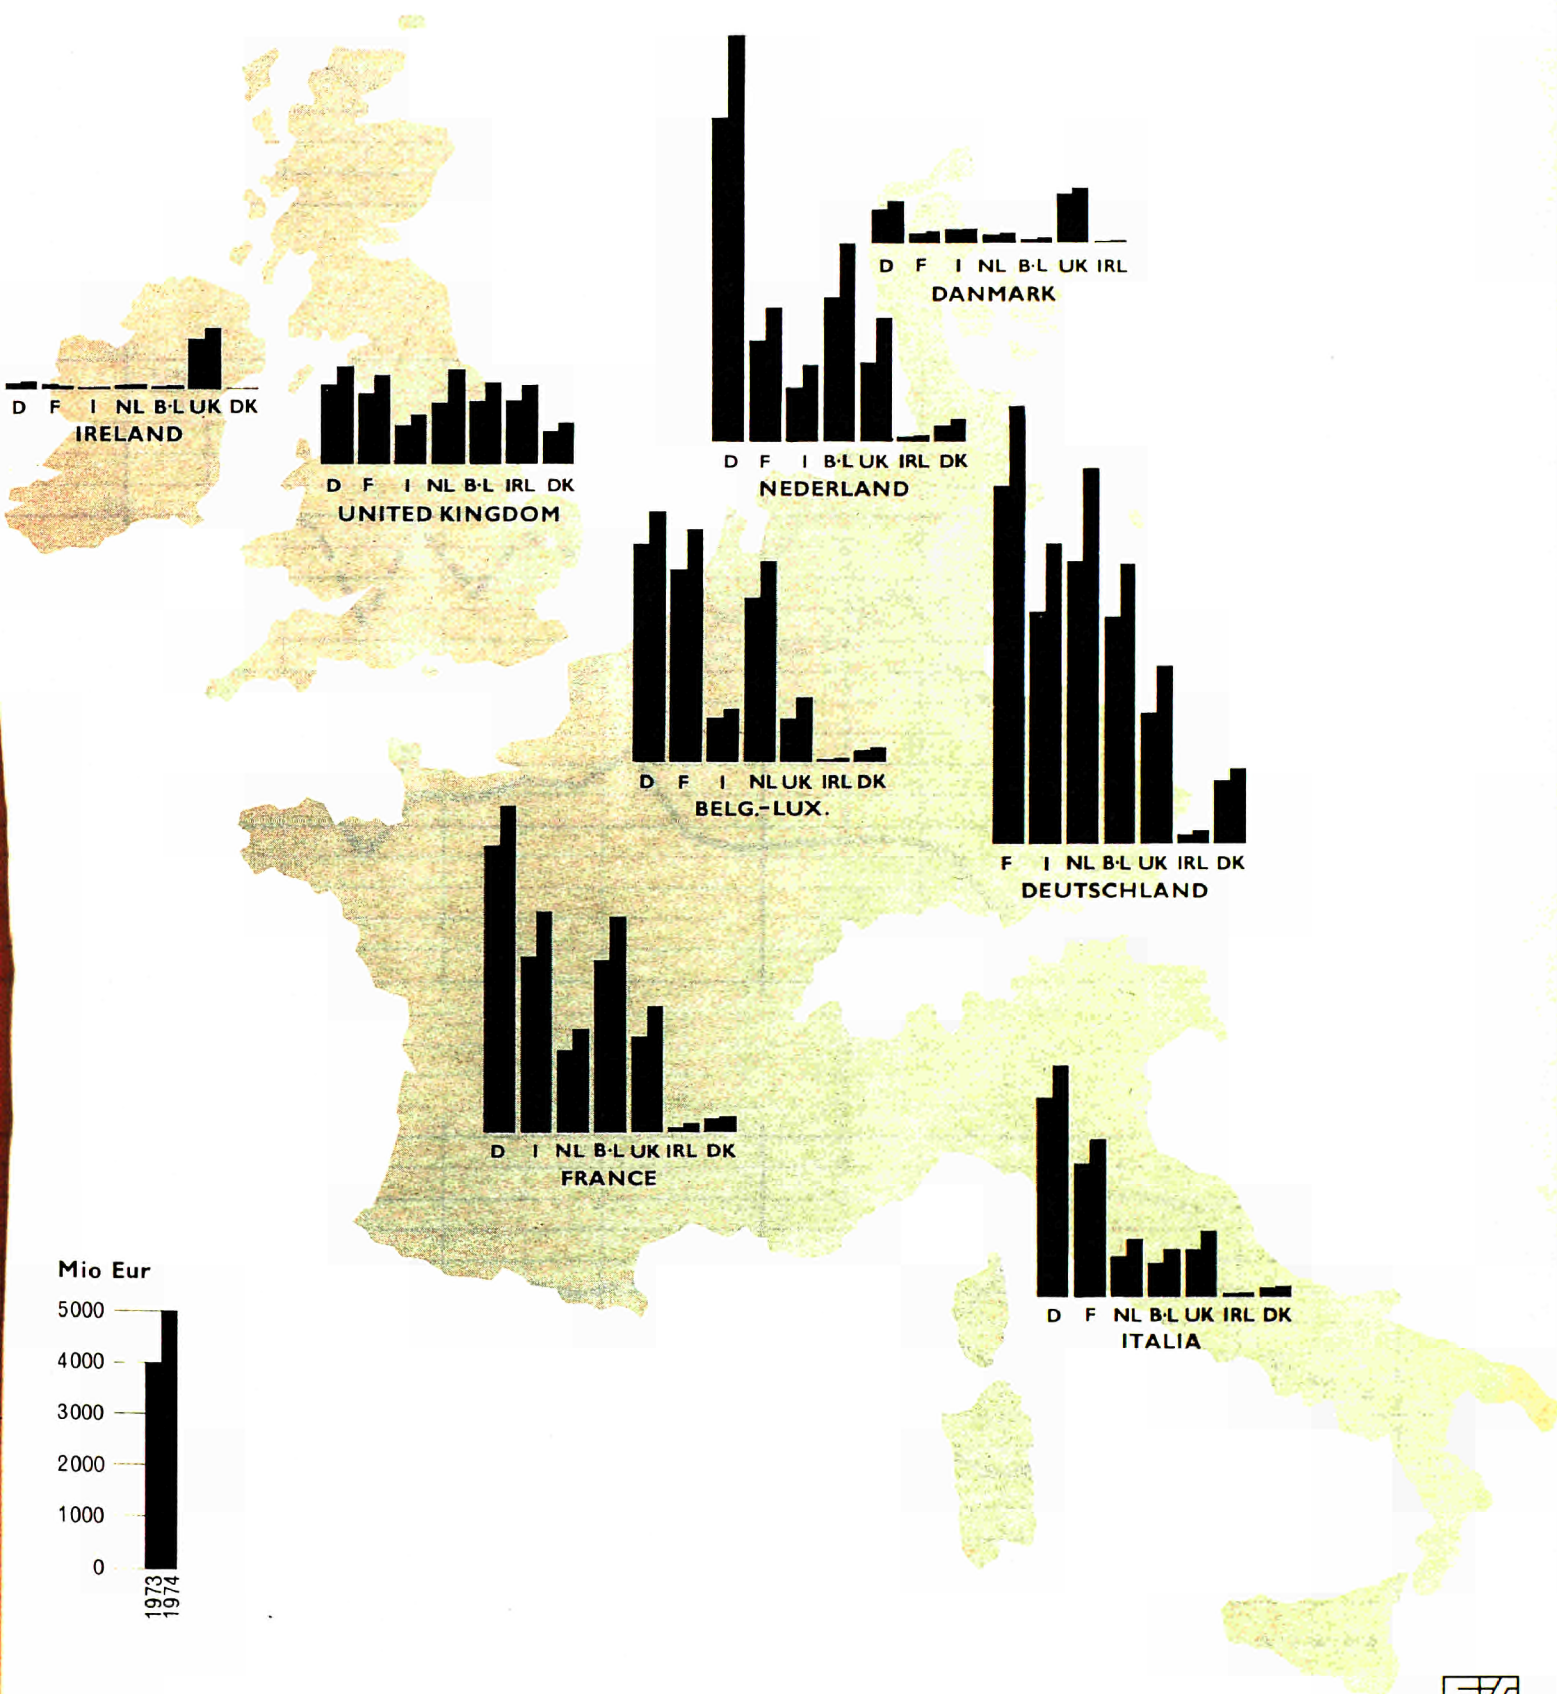 D F I NL B·L UK IRL
DANMARK
D F I NL B·L UK DK
IRELAND
D F I NL B·L IRL DK
UNITED KINGDOM
D F I B·L UK IRL DK
NEDERLAND
D F I NL UK IRL DK
BELG.-LUX.
F I NL B·L UK IRL DK
DEUTSCHLAND
D I NL B·L UK IRL DK
FRANCE
D F NL B·L UK IRL DK
ITALIA
Mio Eur
5000
4000
3000
2000
1000
0
1973
1974